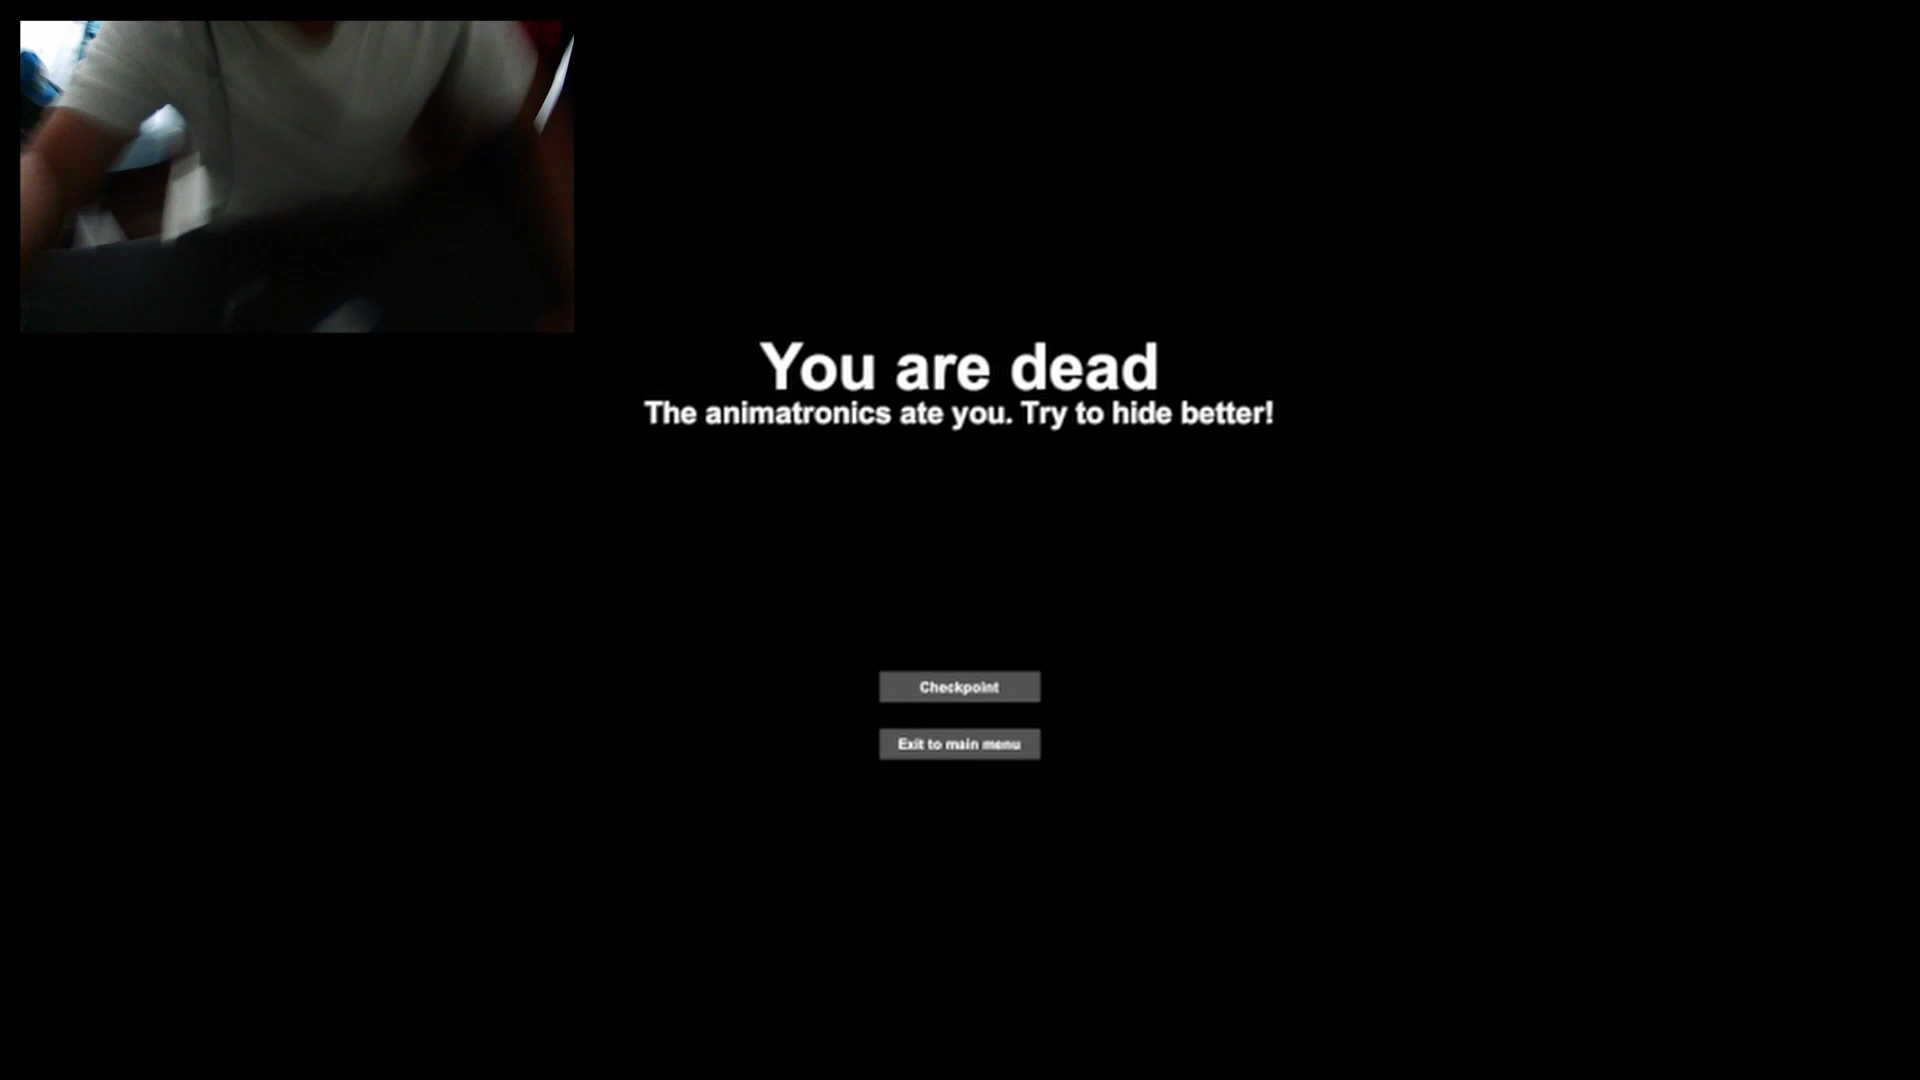 You are dead
The animatronics ate you. Try to hide better!
Checkpoint
Exit to main menu